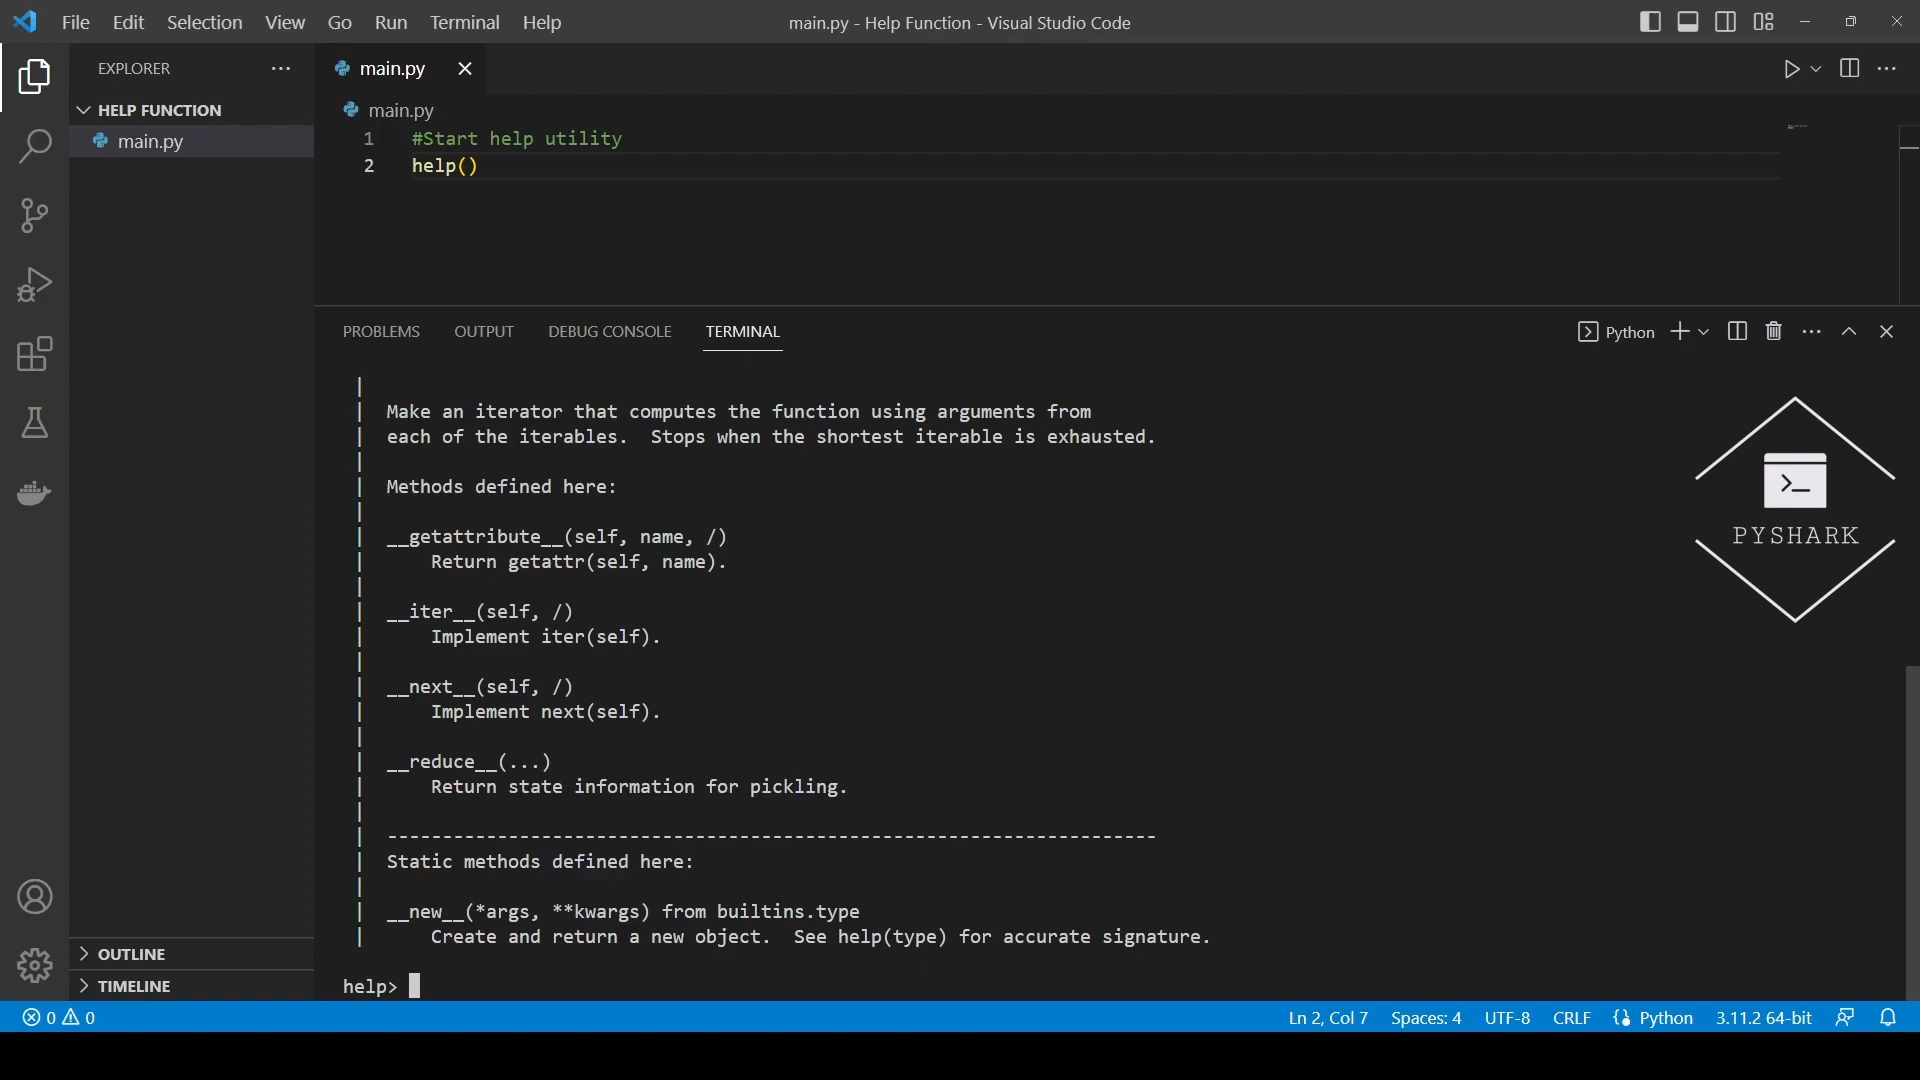 File Edit Selection View Go Run Terminal Help
main.py - Help Function - Visual Studio Code
EXPLORER
HELP FUNCTION
main.py
OUTLINE
TIMELINE
main.py
main.py
1 #Start help utility
2 help()
PROBLEMS OUTPUT DEBUG CONSOLE TERMINAL
Python
|
| Make an iterator that computes the function using arguments from
| each of the iterables.  Stops when the shortest iterable is exhausted.
|
| Methods defined here:
|
| __getattribute__(self, name, /)
|     Return getattr(self, name).
|
| __iter__(self, /)
|     Implement iter(self).
|
| __next__(self, /)
|     Implement next(self).
|
| __reduce__(...)
|     Return state information for pickling.
|
| ----------------------------------------------------------------------
| Static methods defined here:
|
| __new__(*args, **kwargs) from builtins.type
|     Create and return a new object.  See help(type) for accurate signature.
help>
>_
PYSHARK
0 0
Ln 2, Col 7 Spaces: 4 UTF-8 CRLF Python 3.11.2 64-bit